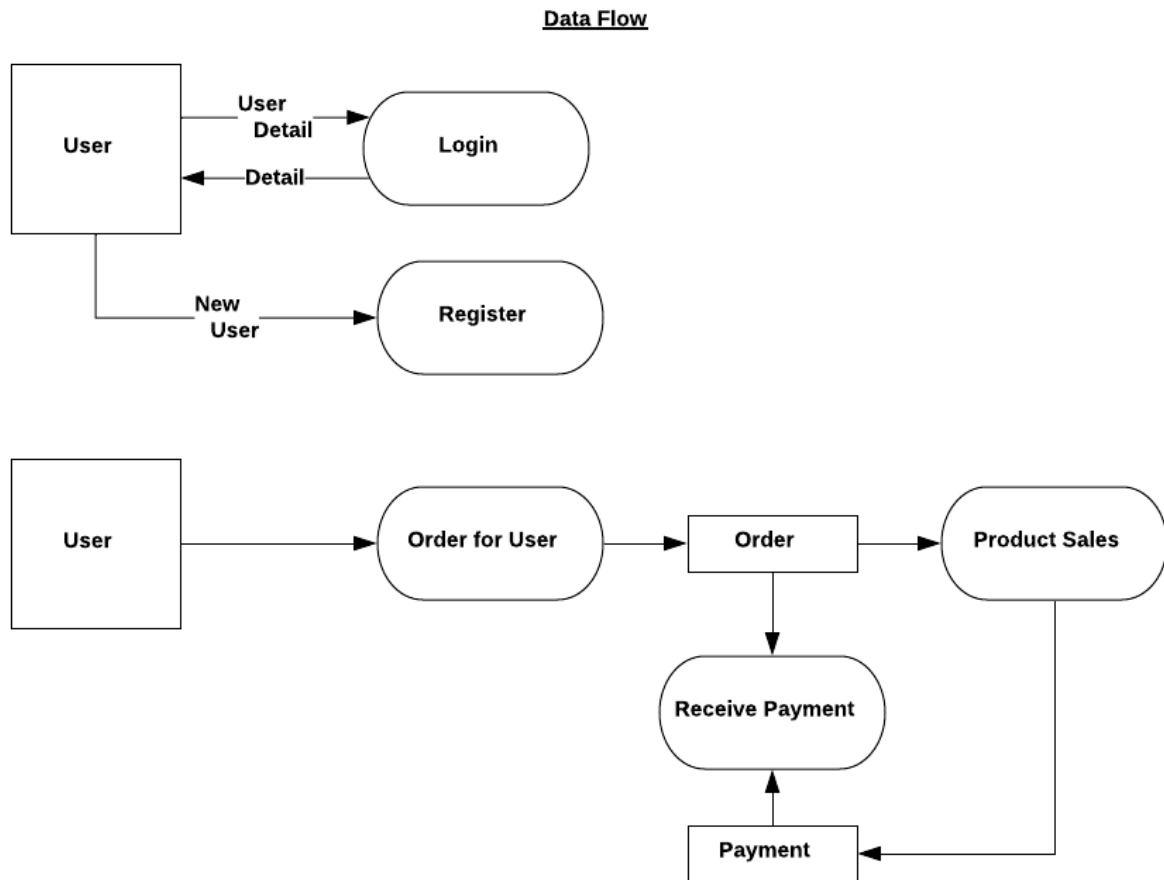 Data Flow
User
User
Detail
Login
Detail
New
User
Register
User
Order for User
Order
Product Sales
Receive Payment
Payment